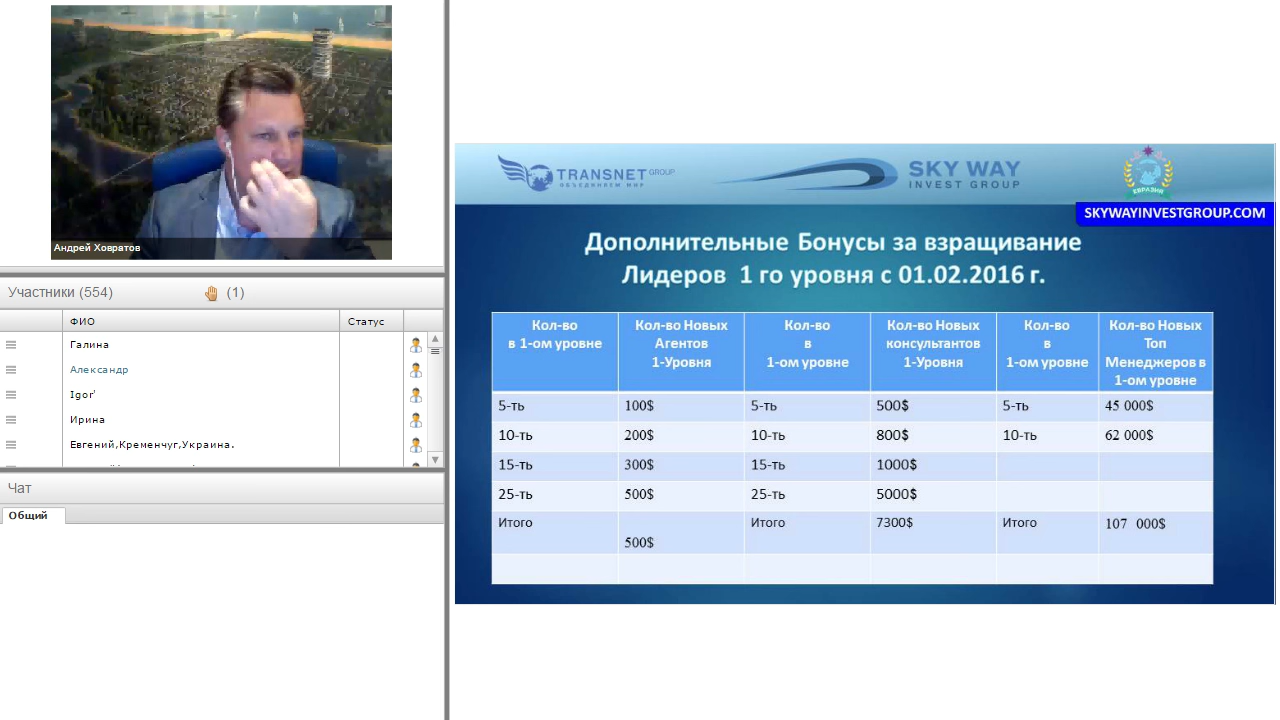 Андрей Ховратов
Участники (554) (1)
ФИО Статус
Галина
Александр
Igor'
Ирина
Евгений,Кременчуг,Украина.
Чат
Общий
TRANSNET GROUP
ОБЪЕДИНЯЕМ МИР
SKY WAY
INVEST GROUP
ЕВРАЗИЯ
SKYWAYINVESTGROUP.COM
Дополнительные Бонусы за взращивание
Лидеров 1 го уровня с 01.02.2016 г.
Кол-во
в 1-ом уровне
Кол-во Новых
Агентов
1-Уровня
Кол-во
в
1-ом уровне
Кол-во Новых
консультантов
1-Уровня
Кол-во
в
1-ом уровне
Кол-во Новых
Топ
Менеджеров в
1-ом уровне
5-ть 100$ 5-ть 500$ 5-ть 45 000$
10-ть 200$ 10-ть 800$ 10-ть 62 000$
15-ть 300$ 15-ть 1000$
25-ть 500$ 25-ть 5000$
Итого 500$ Итого 7300$ Итого 107 000$